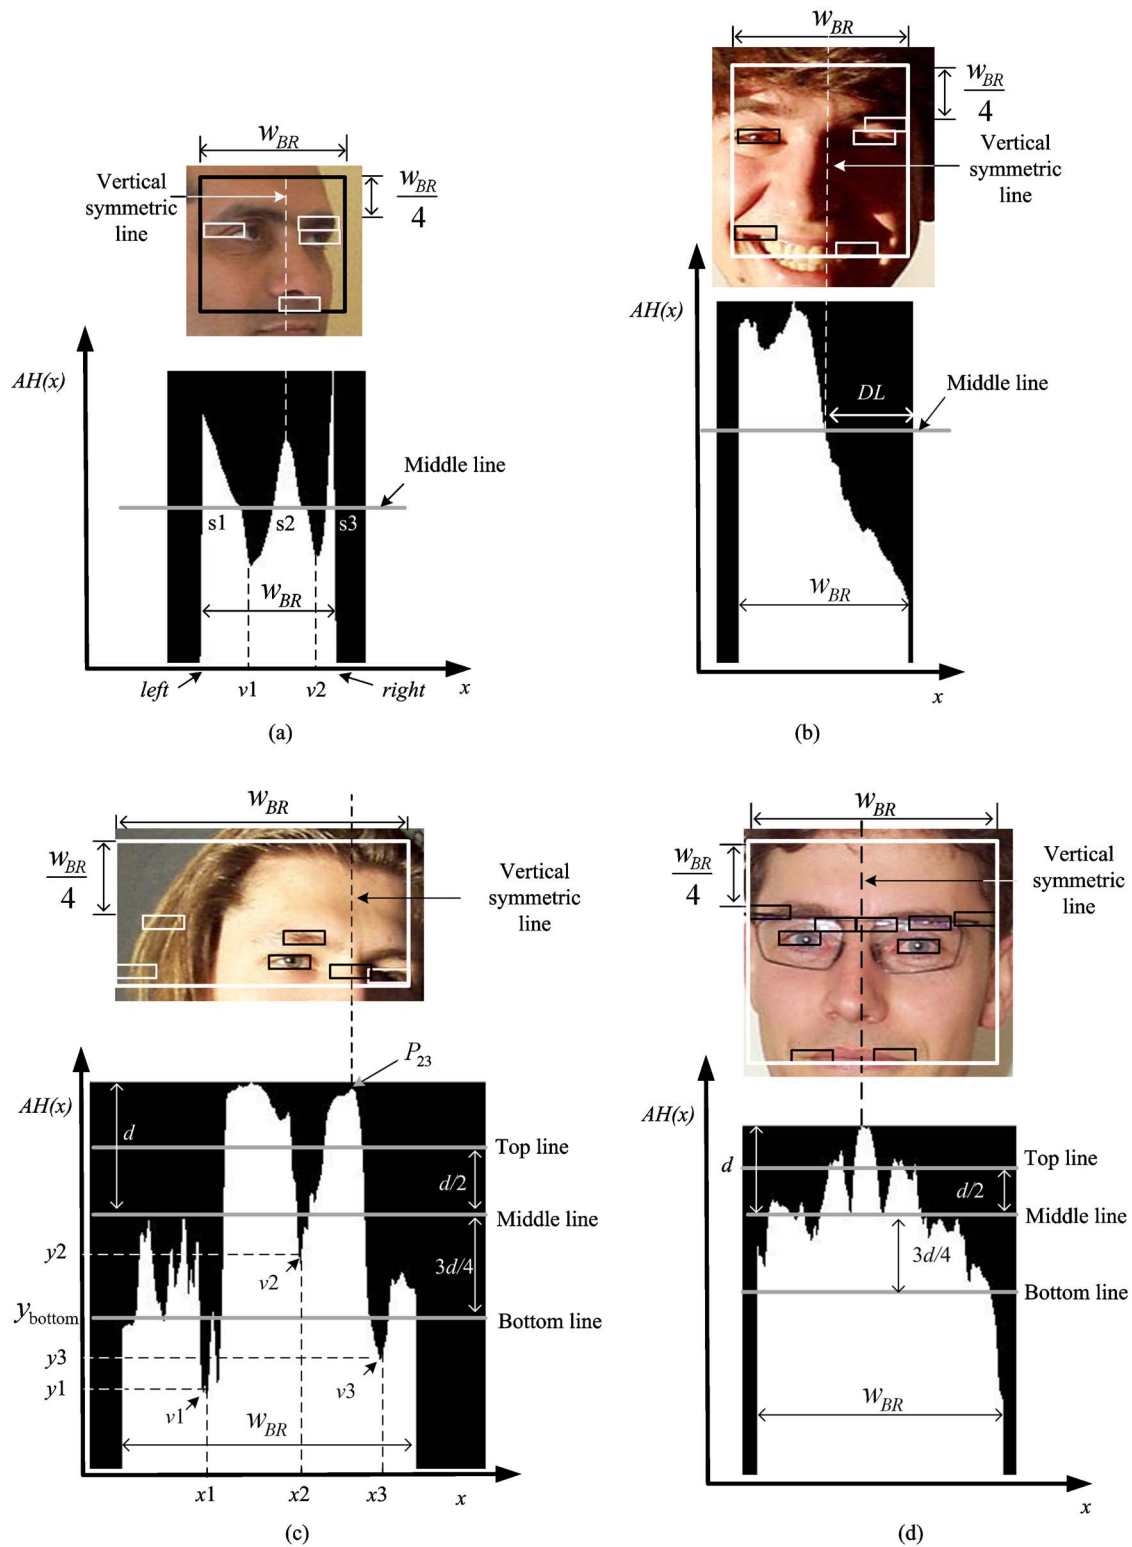 w_BR
Vertical
symmetric
line
w_BR
4
AH(x)
Middle line
s1
s2
s3
w_BR
left
v1
v2
right
x
(a)
w_BR
w_BR
4
Vertical
symmetric
line
AH(x)
DL
Middle line
w_BR
x
(b)
w_BR
w_BR
4
Vertical
symmetric
line
P23
AH(x)
d
Top line
d/2
Middle line
y2
v2
3d/4
ybottom
Bottom line
y3
y1
v1
v3
w_BR
x1
x2
x3
x
(c)
w_BR
w_BR
4
Vertical
symmetric
line
AH(x)
d
Top line
d/2
Middle line
3d/4
Bottom line
w_BR
x
(d)